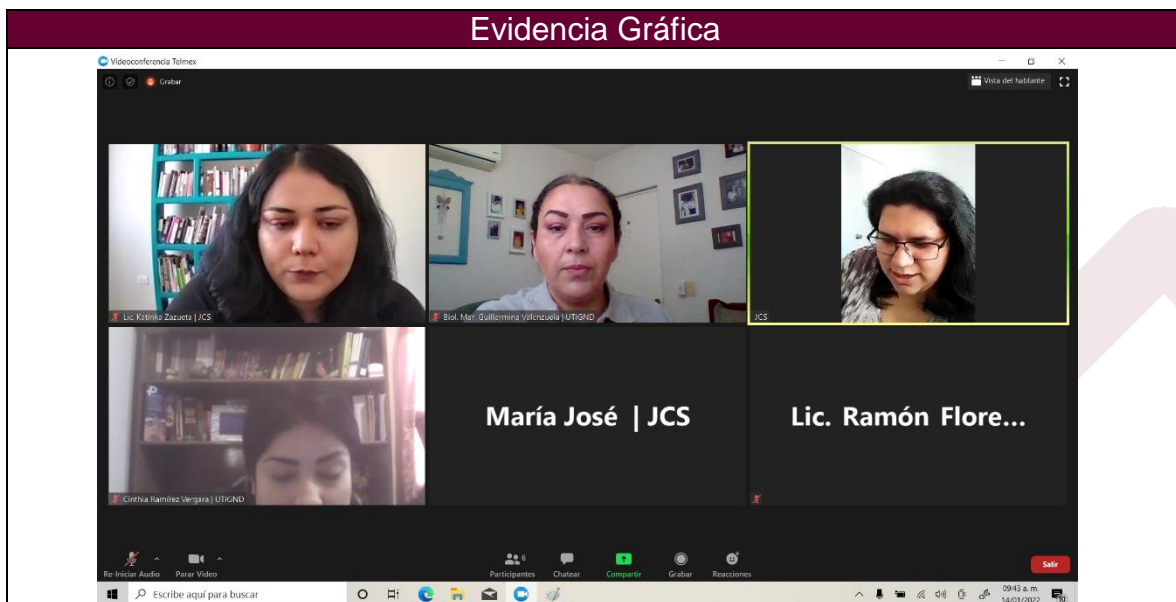 Evidencia Gráfica
Videoconferencia Telmex
Grabar
Vista del hablante
Lic. Katinka Zazueta | JCS
Biol. Mar. Guillermina Valenzuela | UTIGND
JCS
Cinthia Ramírez Vergara | UTIGND
María José | JCS
Lic. Ramón Flore...
Re-Iniciar Audio
Parar Video
6
Participantes
Chatear
Compartir
Grabar
Reacciones
Salir
Escribe aquí para buscar
09:43 a. m.
14/01/2022